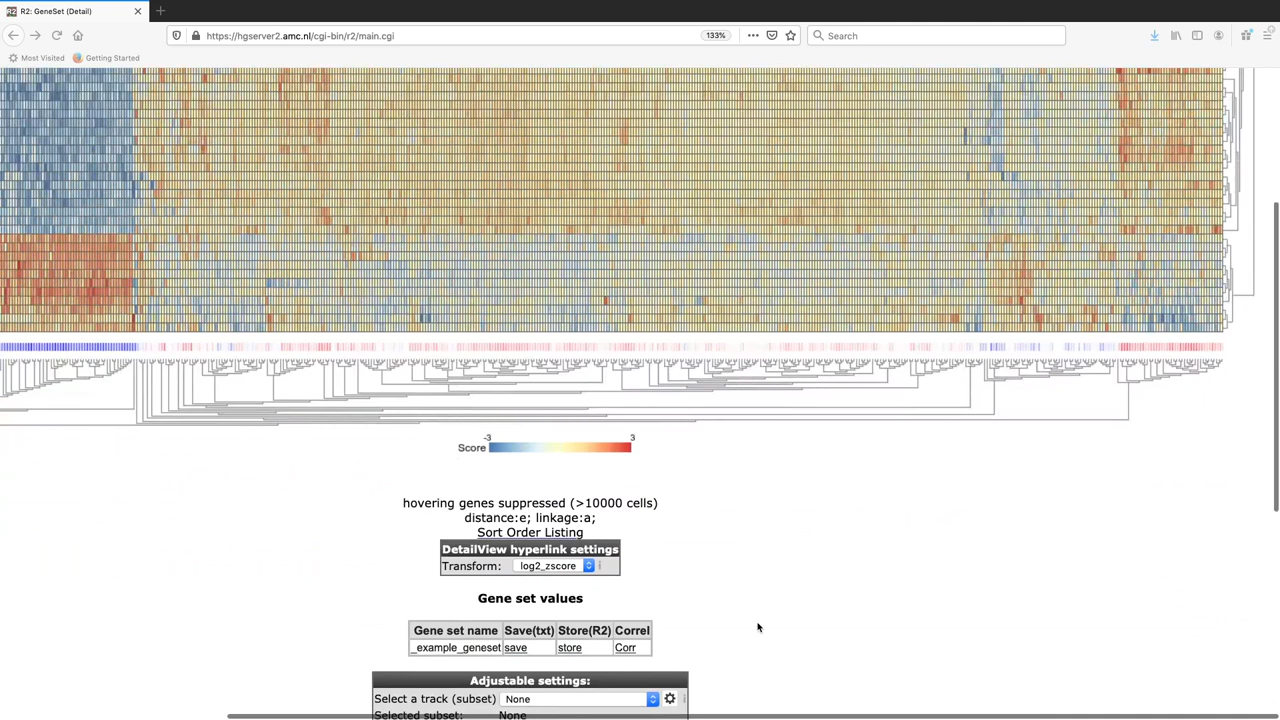 R2: GeneSet (Detail)
https://hgserver2.amc.nl/cgi-bin/r2/main.cgi
133%
Search
Most Visited
Getting Started
-3
3
Score
hovering genes suppressed (>10000 cells)
distance:e; linkage:a;
Sort Order Listing
DetailView hyperlink settings
Transform: log2_zscore
Gene set values
Gene set name Save(txt) Store(R2) Correl
_example_geneset save store Corr
Adjustable settings:
Select a track (subset) None
Selected subset: None